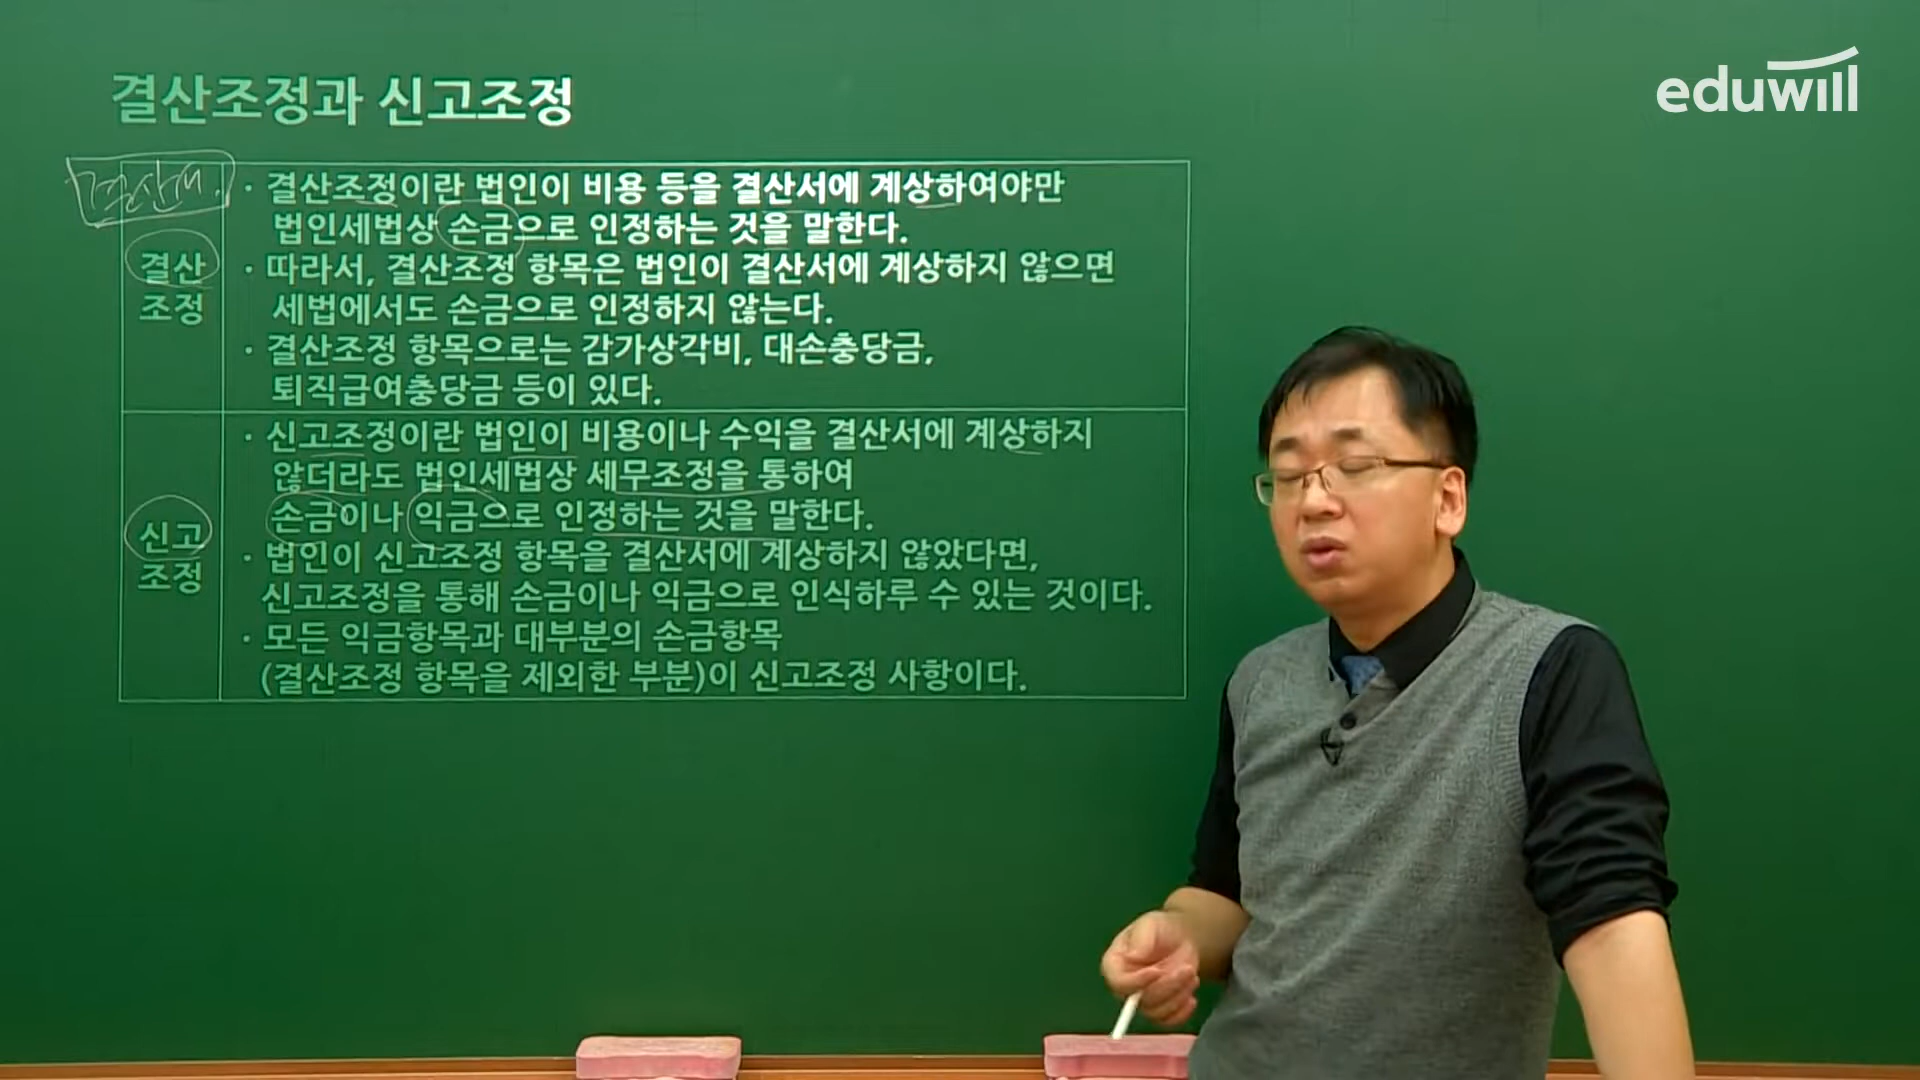 결산조정과 신고조정
eduwill
결산서
결산
조정
· 결산조정이란 법인이 비용 등을 결산서에 계상하여야만
법인세법상 손금으로 인정하는 것을 말한다.
· 따라서, 결산조정 항목은 법인이 결산서에 계상하지 않으면
세법에서도 손금으로 인정하지 않는다.
· 결산조정 항목으로는 감가상각비, 대손충당금,
퇴직급여충당금 등이 있다.
신고
조정
· 신고조정이란 법인이 비용이나 수익을 결산서에 계상하지
않더라도 법인세법상 세무조정을 통하여
손금이나 익금으로 인정하는 것을 말한다.
· 법인이 신고조정 항목을 결산서에 계상하지 않았다면,
신고조정을 통해 손금이나 익금으로 인식하루 수 있는 것이다.
· 모든 익금항목과 대부분의 손금항목
(결산조정 항목을 제외한 부분)이 신고조정 사항이다.